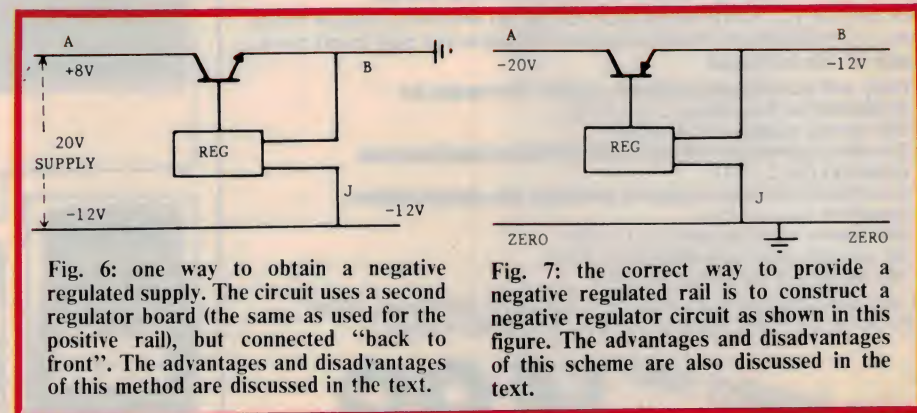 A
+8V
B
REG
20V
SUPPLY
J
-12V
-12V
Fig. 6: one way to obtain a negative
regulated supply. The circuit uses a second
regulator board (the same as used for the
positive rail), but connected “back to
front”. The advantages and disadvantages
of this method are discussed in the text.
A
B
-20V
-12V
REG
J
ZERO
ZERO
Fig. 7: the correct way to provide a
negative regulated rail is to construct a
negative regulator circuit as shown in this
figure. The advantages and disadvantages
of this scheme are also discussed in the
text.